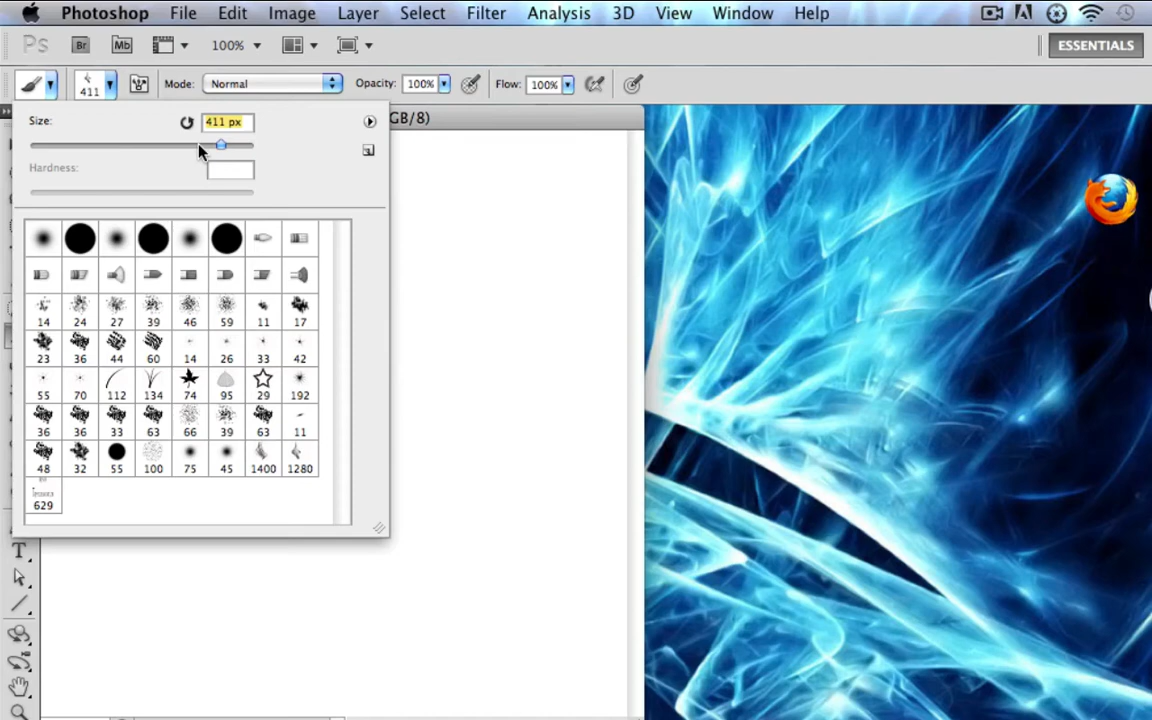 Photoshop File Edit Image Layer Select Filter Analysis 3D View Window Help
Ps Br Mb 100% ESSENTIALS
411 Mode: Normal Opacity: 100% Flow: 100%
GB/8)
Size: 411 px
Hardness:
14 24 27 39 46 59 11 17
23 36 44 60 14 26 33 42
55 70 112 134 74 95 29 192
36 36 33 63 66 39 63 11
48 32 55 100 75 45 1400 1280
629
T